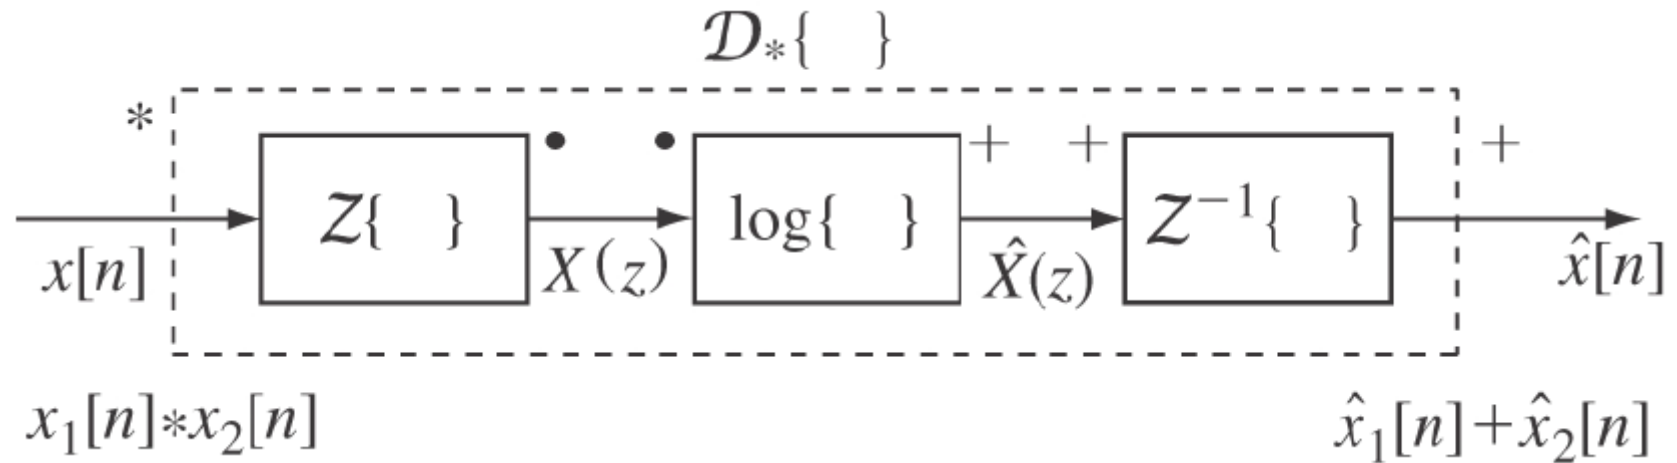 𝒟∗{ }
* • • + + +
𝒵{ } log{ } 𝒵⁻¹{ }
x[n] X(z) X̂(z) x̂[n]
x₁[n]∗x₂[n] x̂₁[n]+x̂₂[n]